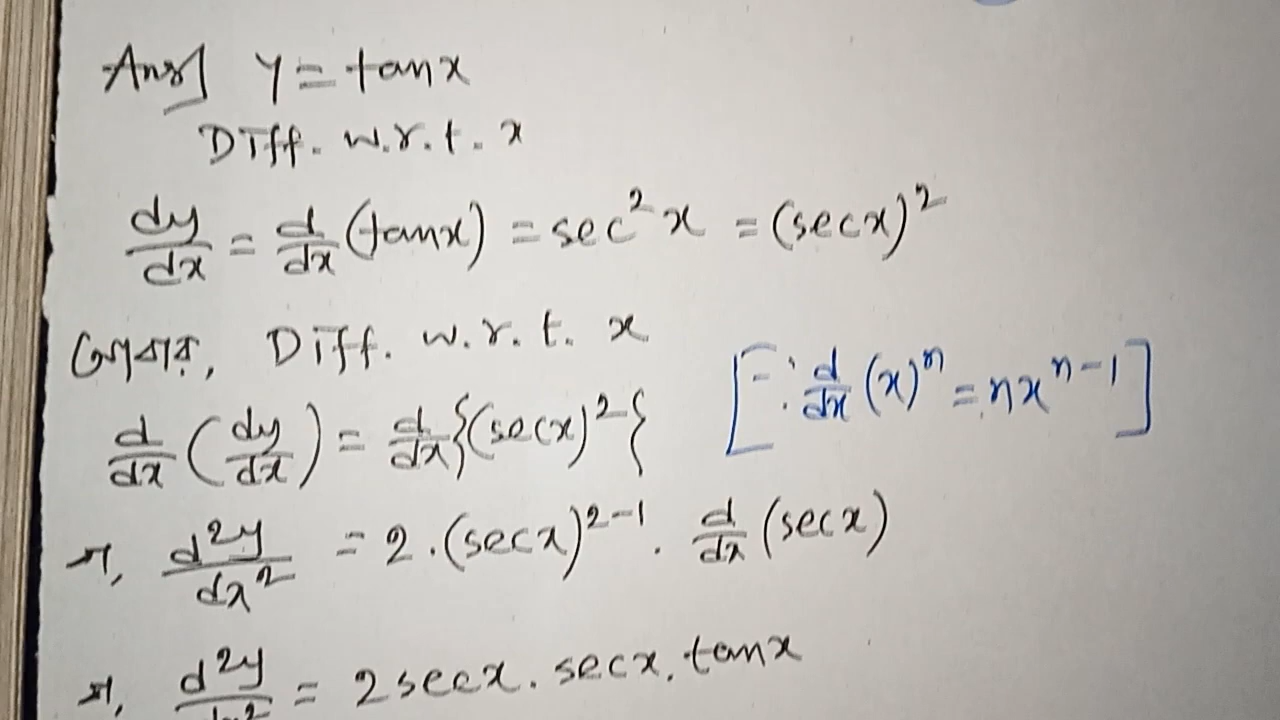 Ans] y = tanx
Diff. w.r.t. x
dy/dx = d/dx (tanx) = sec²x = (secx)²
আবার, Diff. w.r.t. x
[∵ d/dx (x)ⁿ = nxⁿ⁻¹]
d/dx (dy/dx) = d/dx {(secx)²}
বা, d²y/dx² = 2.(secx)²⁻¹. d/dx (secx)
বা, d²y/dx² = 2secx. secx. tanx